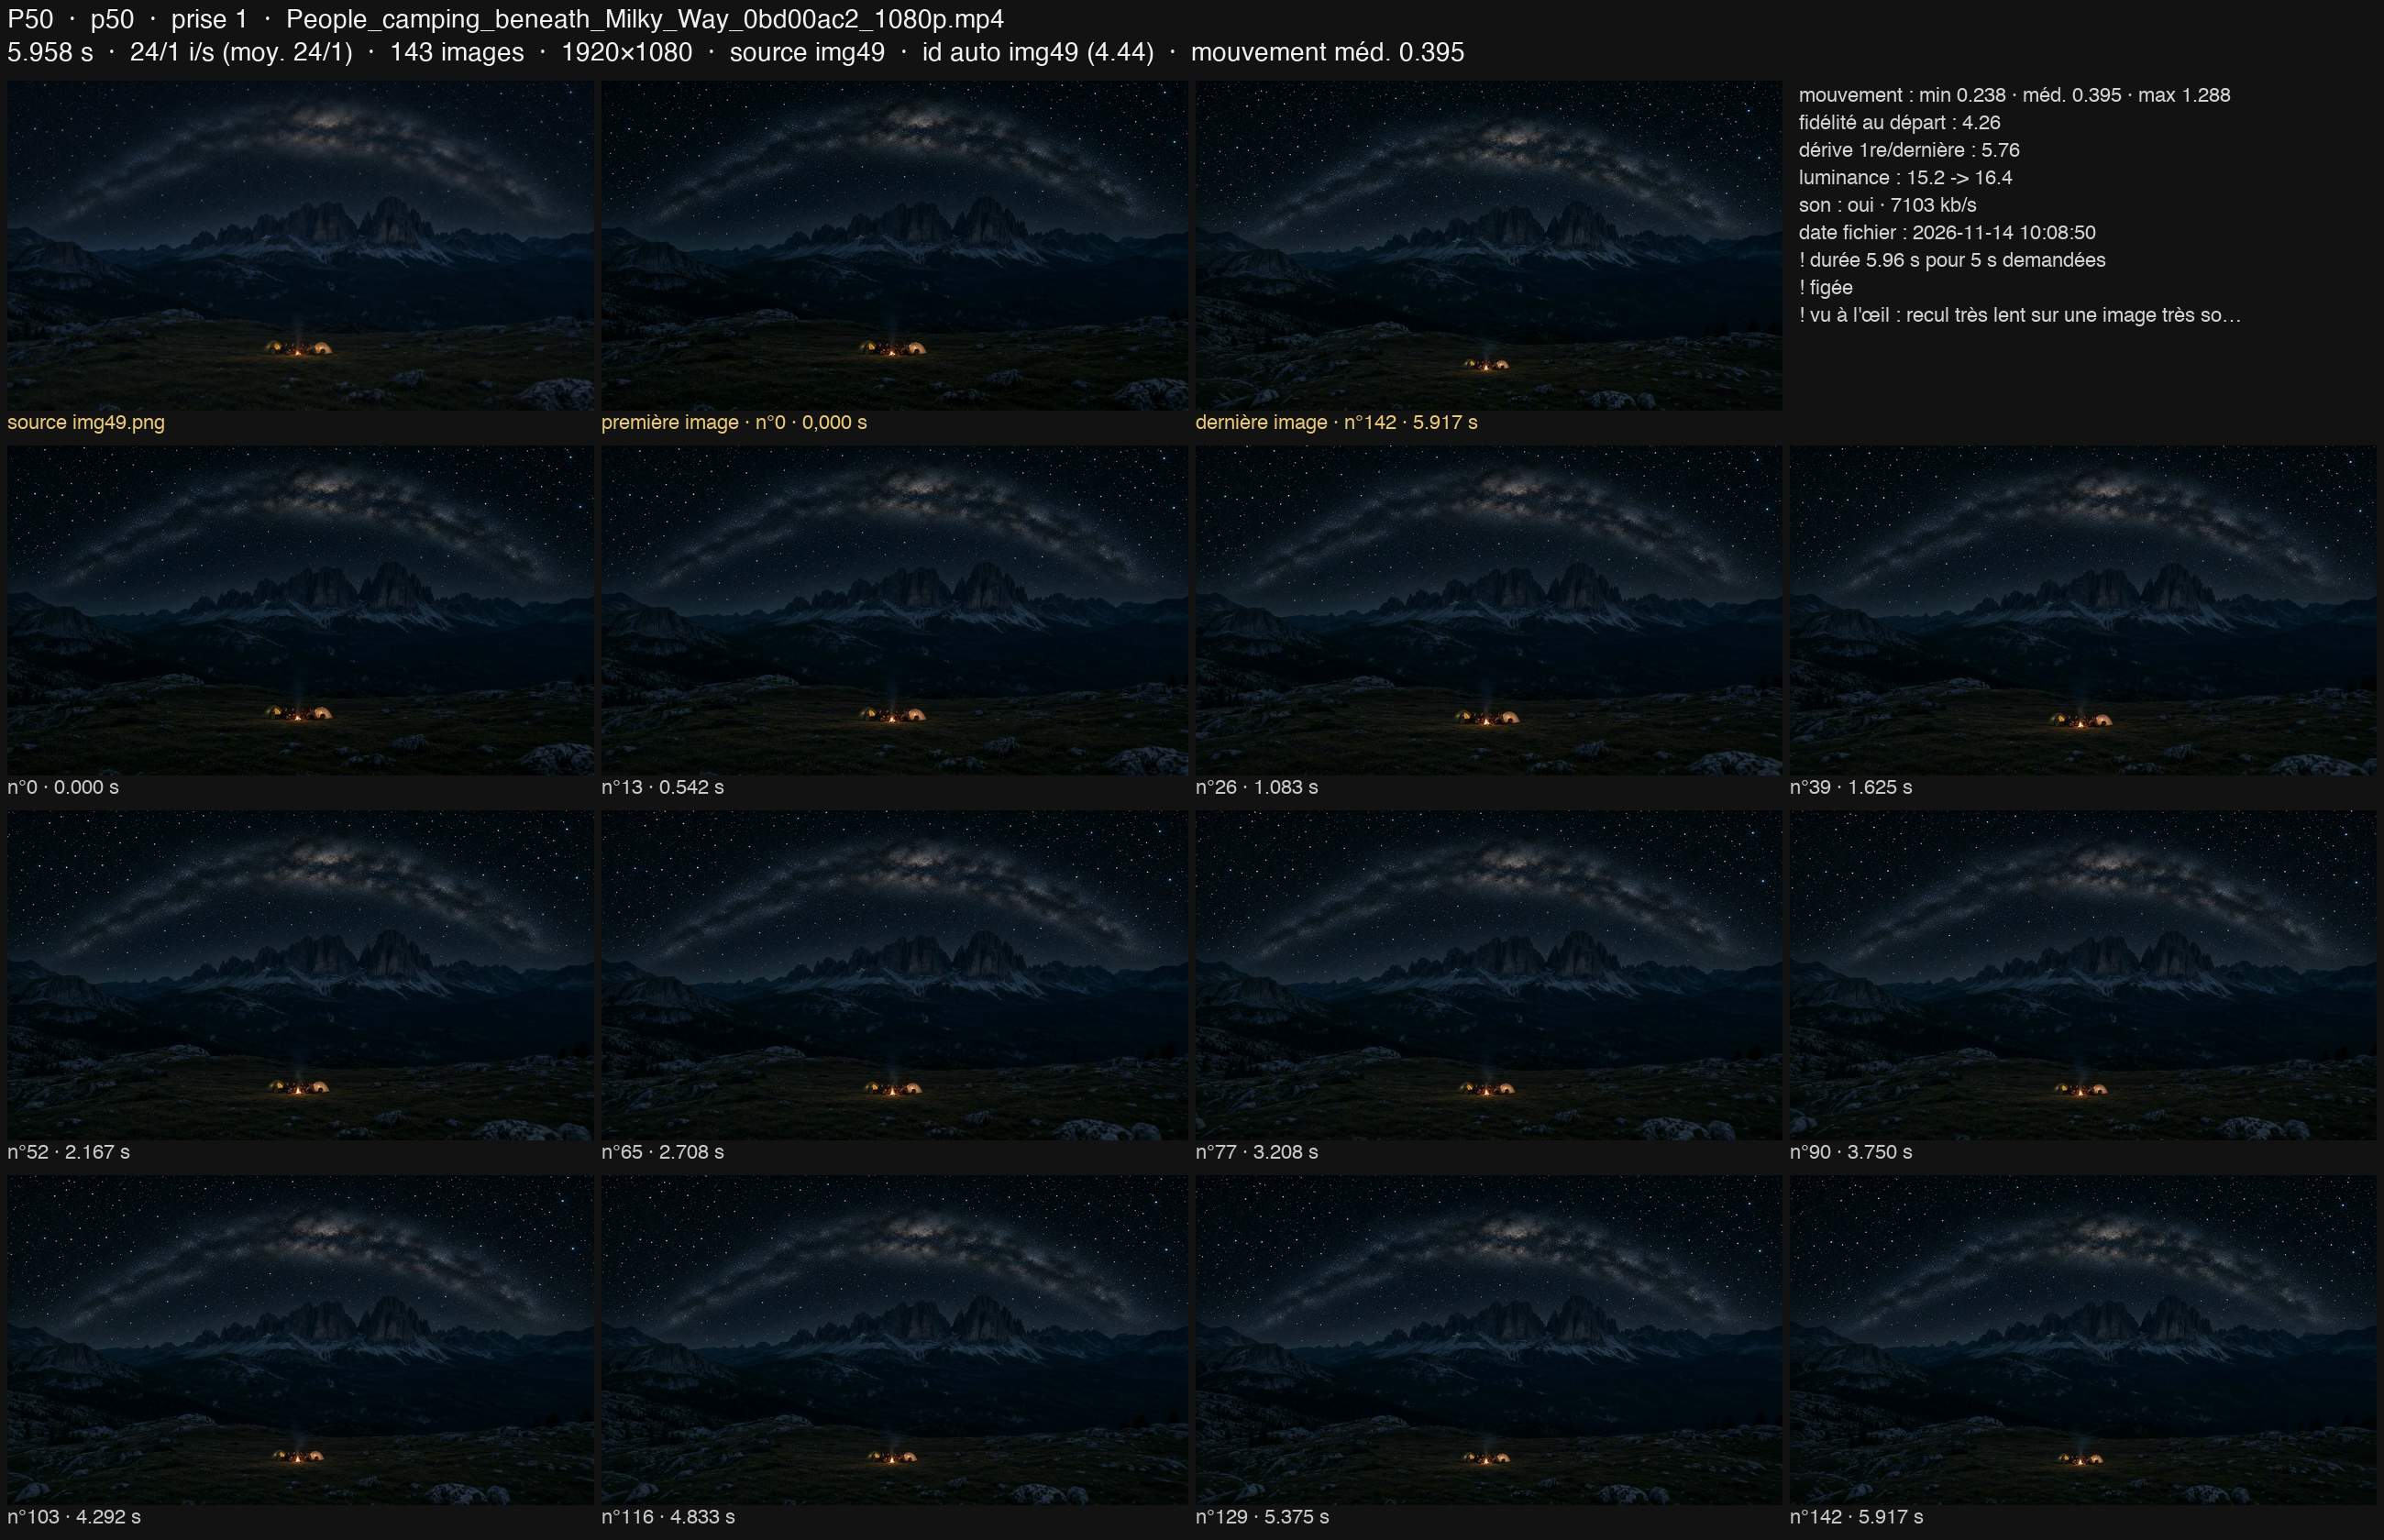 P50 · p50 · prise 1 · People_camping_beneath_Milky_Way_0bd00ac2_1080p.mp4
5.958 s · 24/1 i/s (moy. 24/1) · 143 images · 1920×1080 · source img49 · id auto img49 (4.44) · mouvement méd. 0.395
mouvement : min 0.238 · méd. 0.395 · max 1.288
fidélité au départ : 4.26
dérive 1re/dernière : 5.76
luminance : 15.2 -> 16.4
son : oui · 7103 kb/s
date fichier : 2026-11-14 10:08:50
! durée 5.96 s pour 5 s demandées
! figée
! vu à l'œil : recul très lent sur une image très so…
source img49.png
première image · n°0 · 0,000 s
dernière image · n°142 · 5.917 s
n°0 · 0.000 s
n°13 · 0.542 s
n°26 · 1.083 s
n°39 · 1.625 s
n°52 · 2.167 s
n°65 · 2.708 s
n°77 · 3.208 s
n°90 · 3.750 s
n°103 · 4.292 s
n°116 · 4.833 s
n°129 · 5.375 s
n°142 · 5.917 s